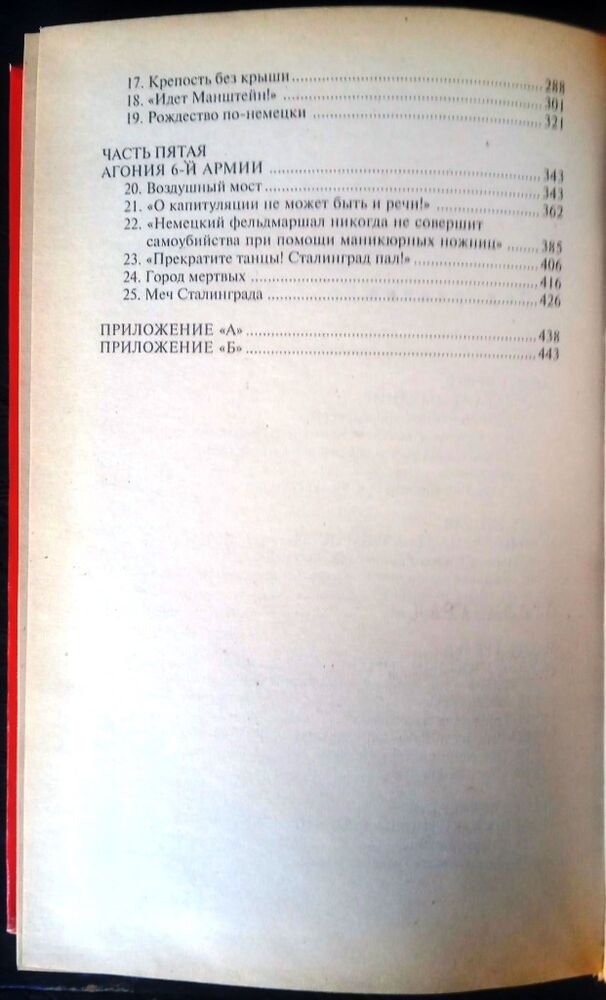 17. Крепость без крыши 288
18. «Идет Манштейн!» 301
19. Рождество по-немецки 321
ЧАСТЬ ПЯТАЯ
АГОНИЯ 6-Й АРМИИ 343
20. Воздушный мост 343
21. «О капитуляции не может быть и речи!» 362
22. «Немецкий фельдмаршал никогда не совершит
самоубийства при помощи маникюрных ножниц» 385
23. «Прекратите танцы! Сталинград пал!» 406
24. Город мертвых 416
25. Меч Сталинграда 426
ПРИЛОЖЕНИЕ «А» 438
ПРИЛОЖЕНИЕ «Б» 443